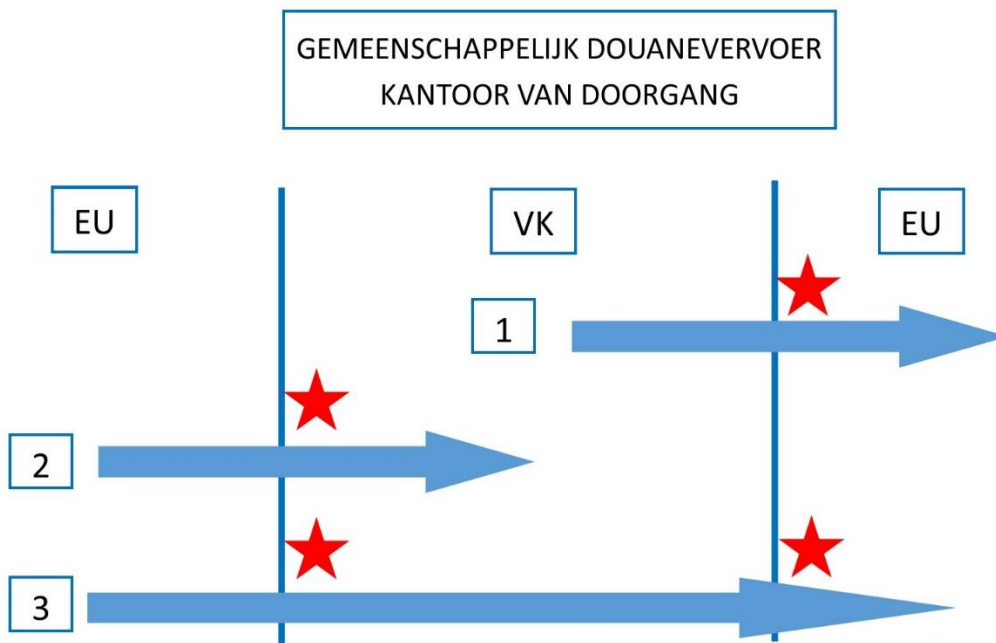 GEMEENSCHAPPELIJK DOUANEVERVOER
KANTOOR VAN DOORGANG
EU
VK
EU
1
2
3